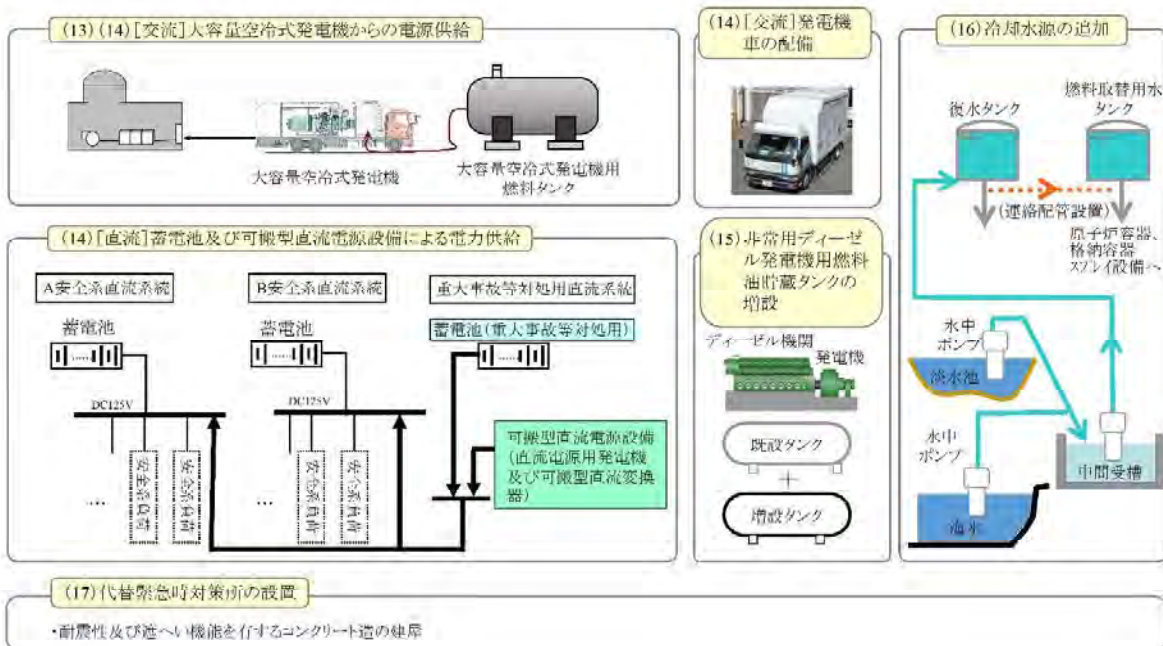 (13)(14)[交流]大容量空冷式発電機からの電源供給
大容量空冷式発電機
大容量空冷式発電機用
燃料タンク
(14)[交流]発電機
車の配備
(16)冷却水源の追加
復水タンク
燃料取替用水
タンク
(連絡配管設置)
原子炉容器、
格納容器
スプレイ設備へ
水中
ポンプ
淡水池
水中
ポンプ
海水
中間受槽
(14)[直流]蓄電池及び可搬型直流電源設備による電力供給
A安全系直流系統
B安全系直流系統
重大事故等対処用直流系統
蓄電池
蓄電池
蓄電池(重大事故等対処用)
DC125V
DC125V
安全系負荷
安全系負荷
安全系負荷
安全系負荷
可搬型直流電源設備
(直流電源用発電機
及び可搬型直流変換
器)
(15)非常用ディーゼ
ル発電機用燃料
油貯蔵タンクの
増設
ディーゼル機関
発電機
既設タンク
+
増設タンク
(17)代替緊急時対策所の設置
・耐震性及び遮へい機能を有するコンクリート造の建屋